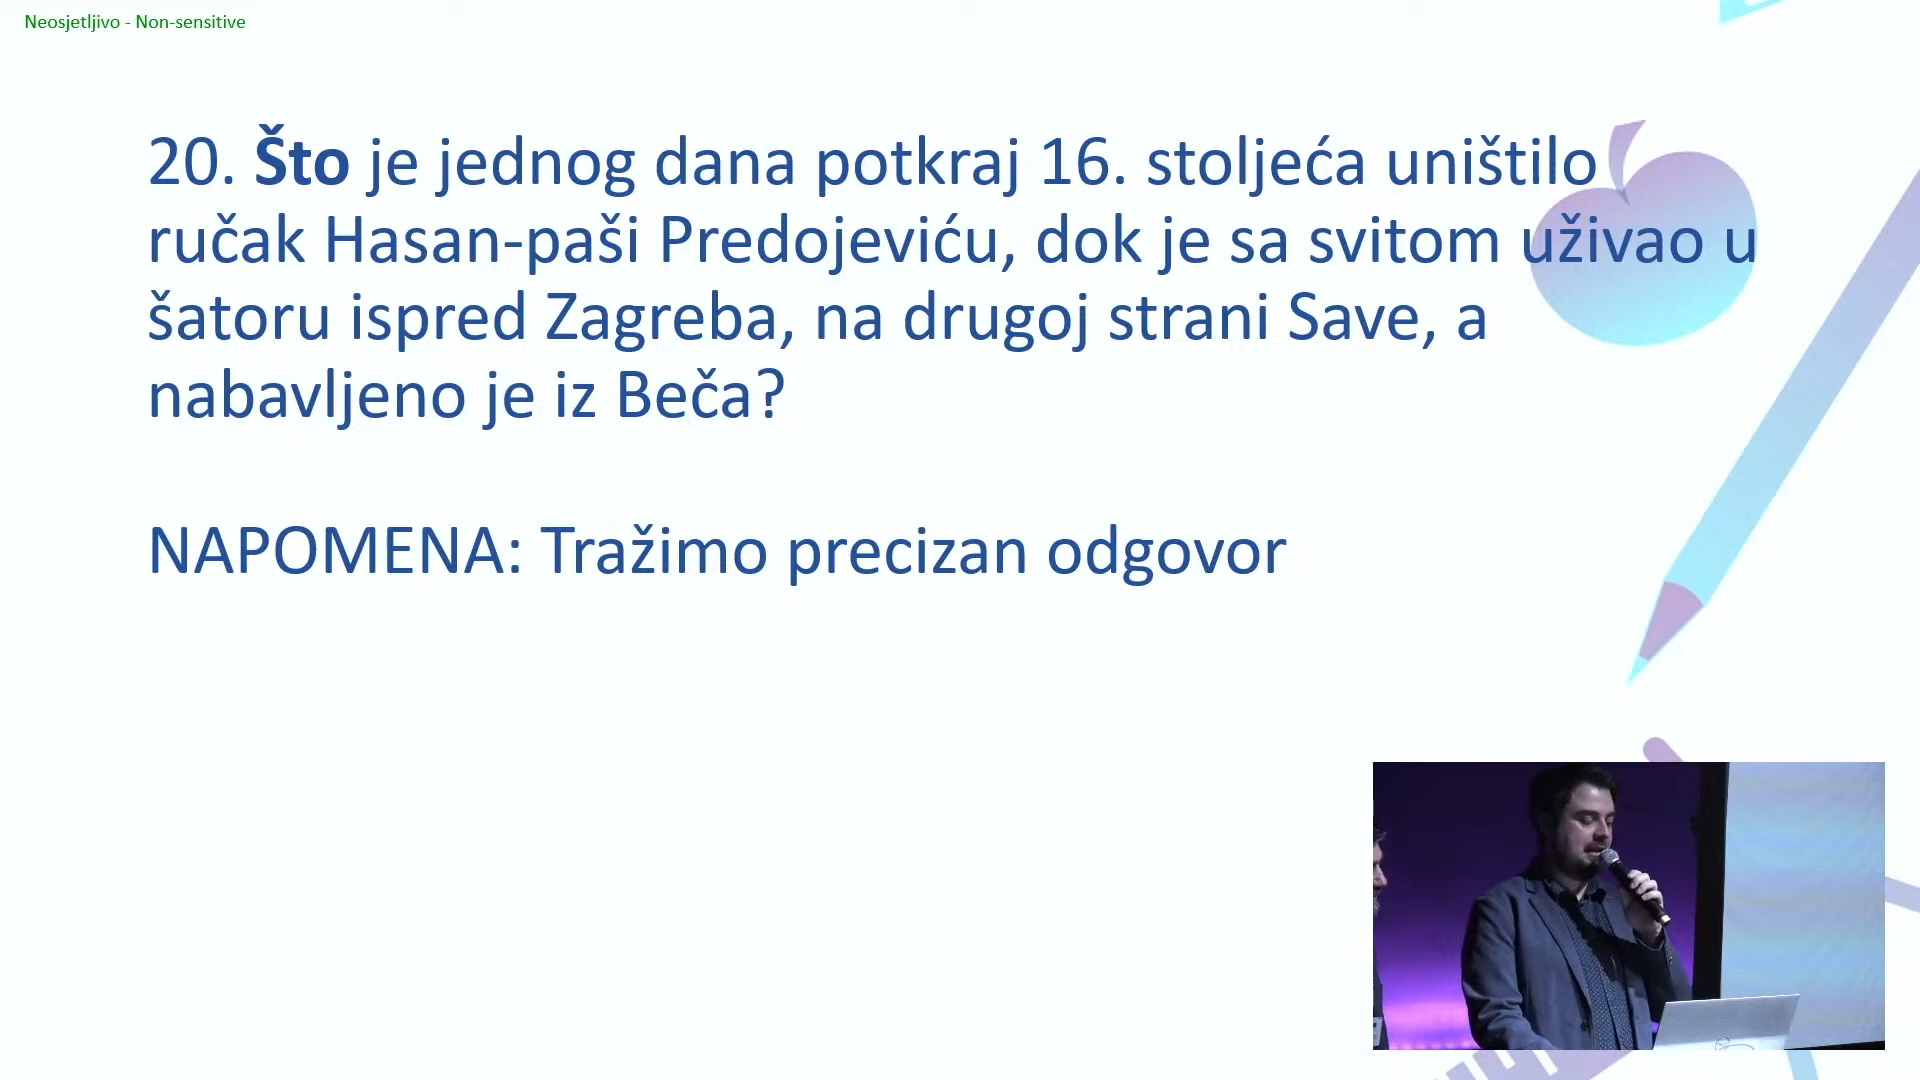 Neosjetljivo - Non-sensitive
20. Što je jednog dana potkraj 16. stoljeća uništilo
ručak Hasan-paši Predojeviću, dok je sa svitom uživao u
šatoru ispred Zagreba, na drugoj strani Save, a
nabavljeno je iz Beča?
NAPOMENA: Tražimo precizan odgovor